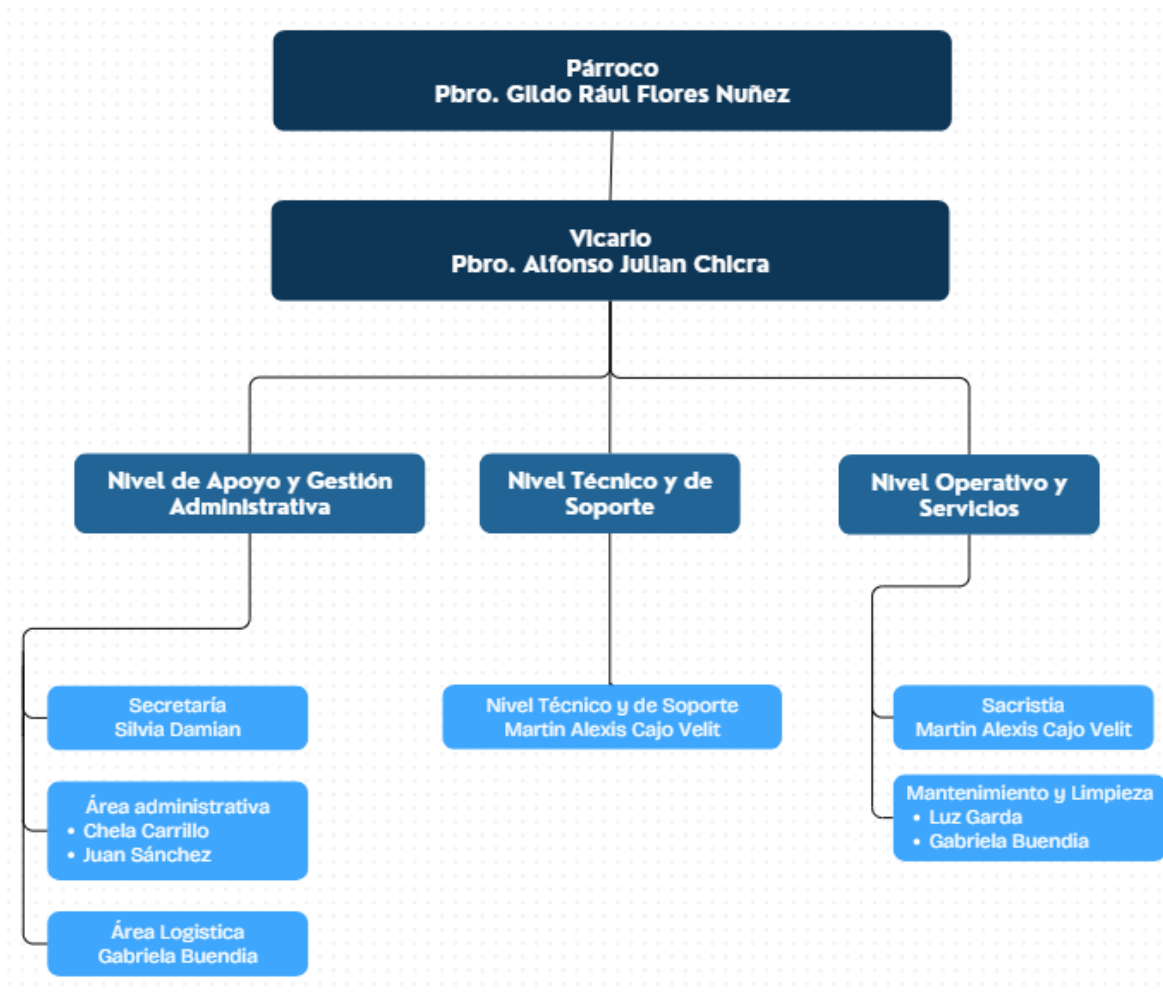 Párroco
Pbro. Gildo Rául Flores Nuñez
Vicario
Pbro. Alfonso Julian Chicra
Nivel de Apoyo y Gestión
Administrativa
Nivel Técnico y de
Soporte
Nivel Operativo y
Servicios
Secretaría
Silvia Damian
Área administrativa
• Chela Carrillo
• Juan Sánchez
Área Logistica
Gabriela Buendia
Nivel Técnico y de Soporte
Martin Alexis Cajo Velit
Sacristia
Martin Alexis Cajo Velit
Mantenimiento y Limpieza
• Luz Garda
• Gabriela Buendia